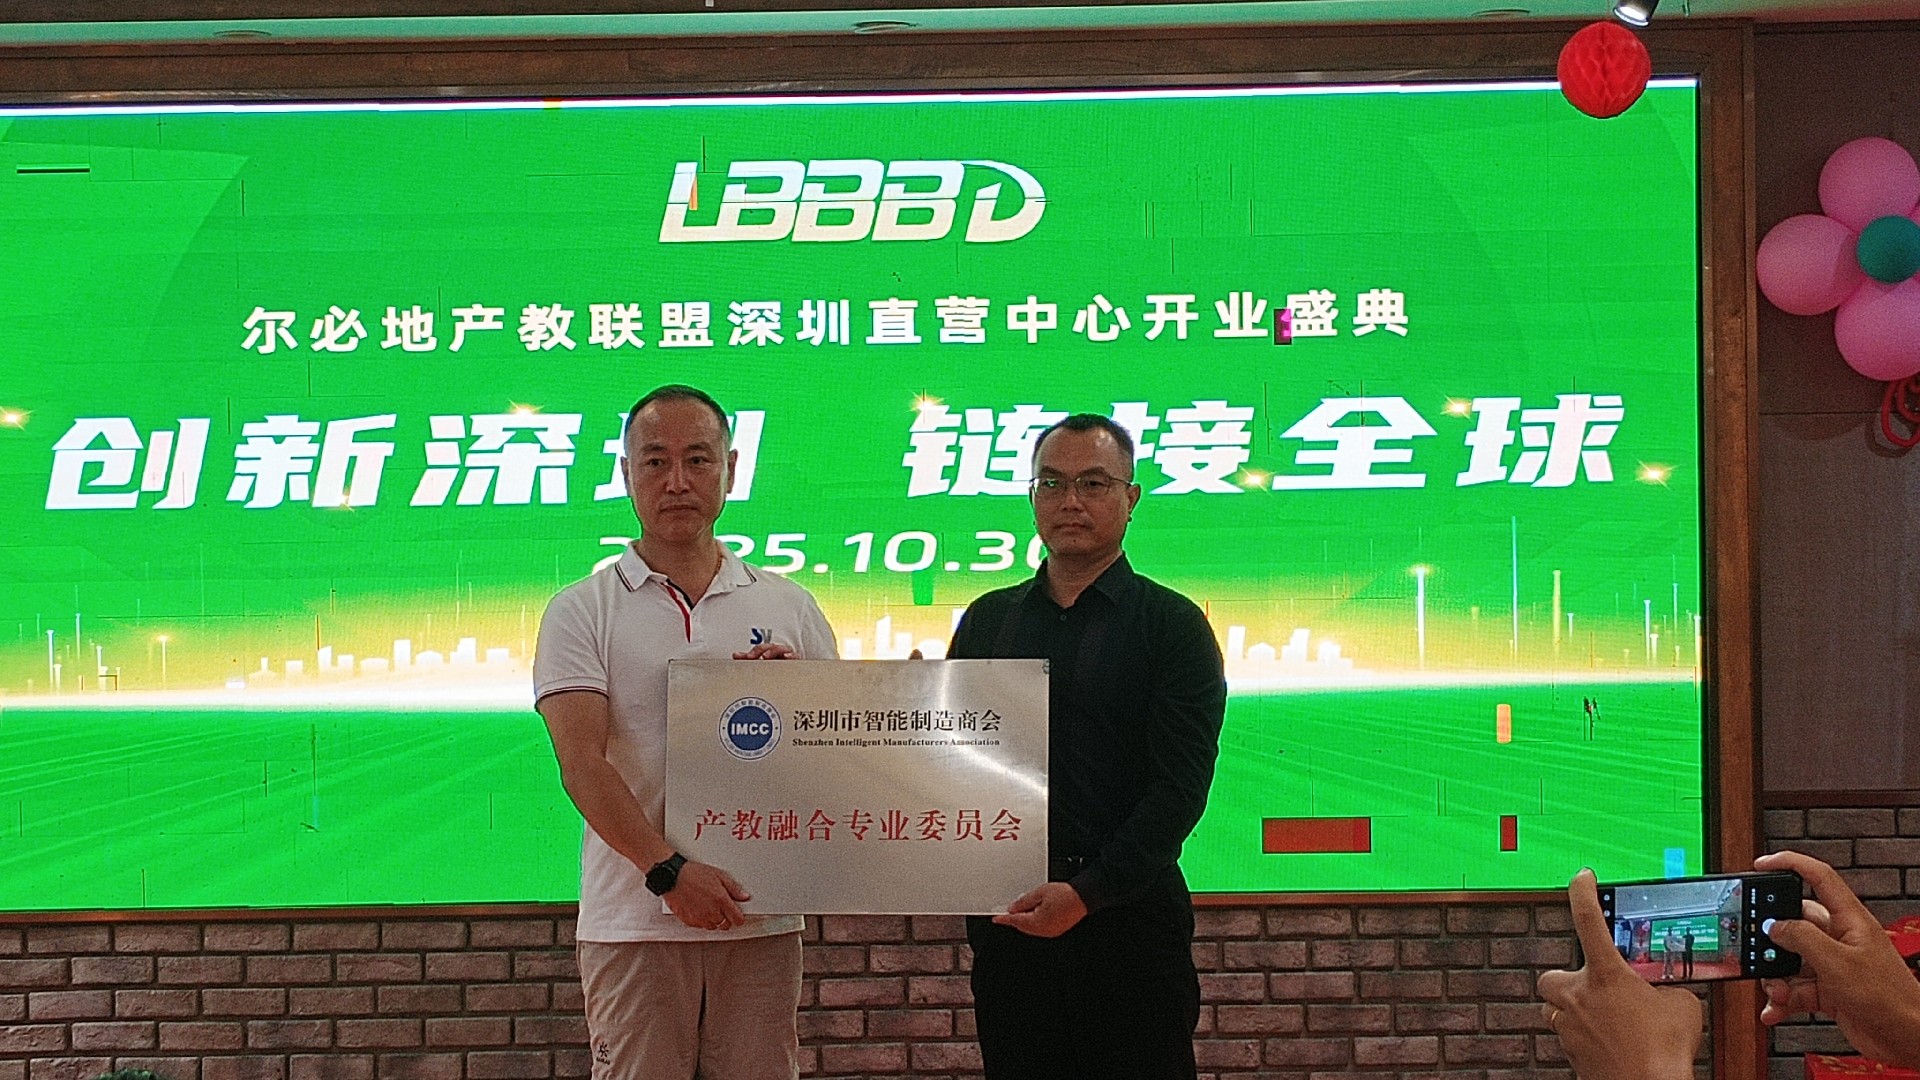 LBBBD
尔必地产教联盟深圳直营中心开业盛典
创新深圳 链接全球
25.10.30
SV
IMCC
深圳市智能制造商会
Shenzhen Intelligent Manufacturers Association
产教融合专业委员会